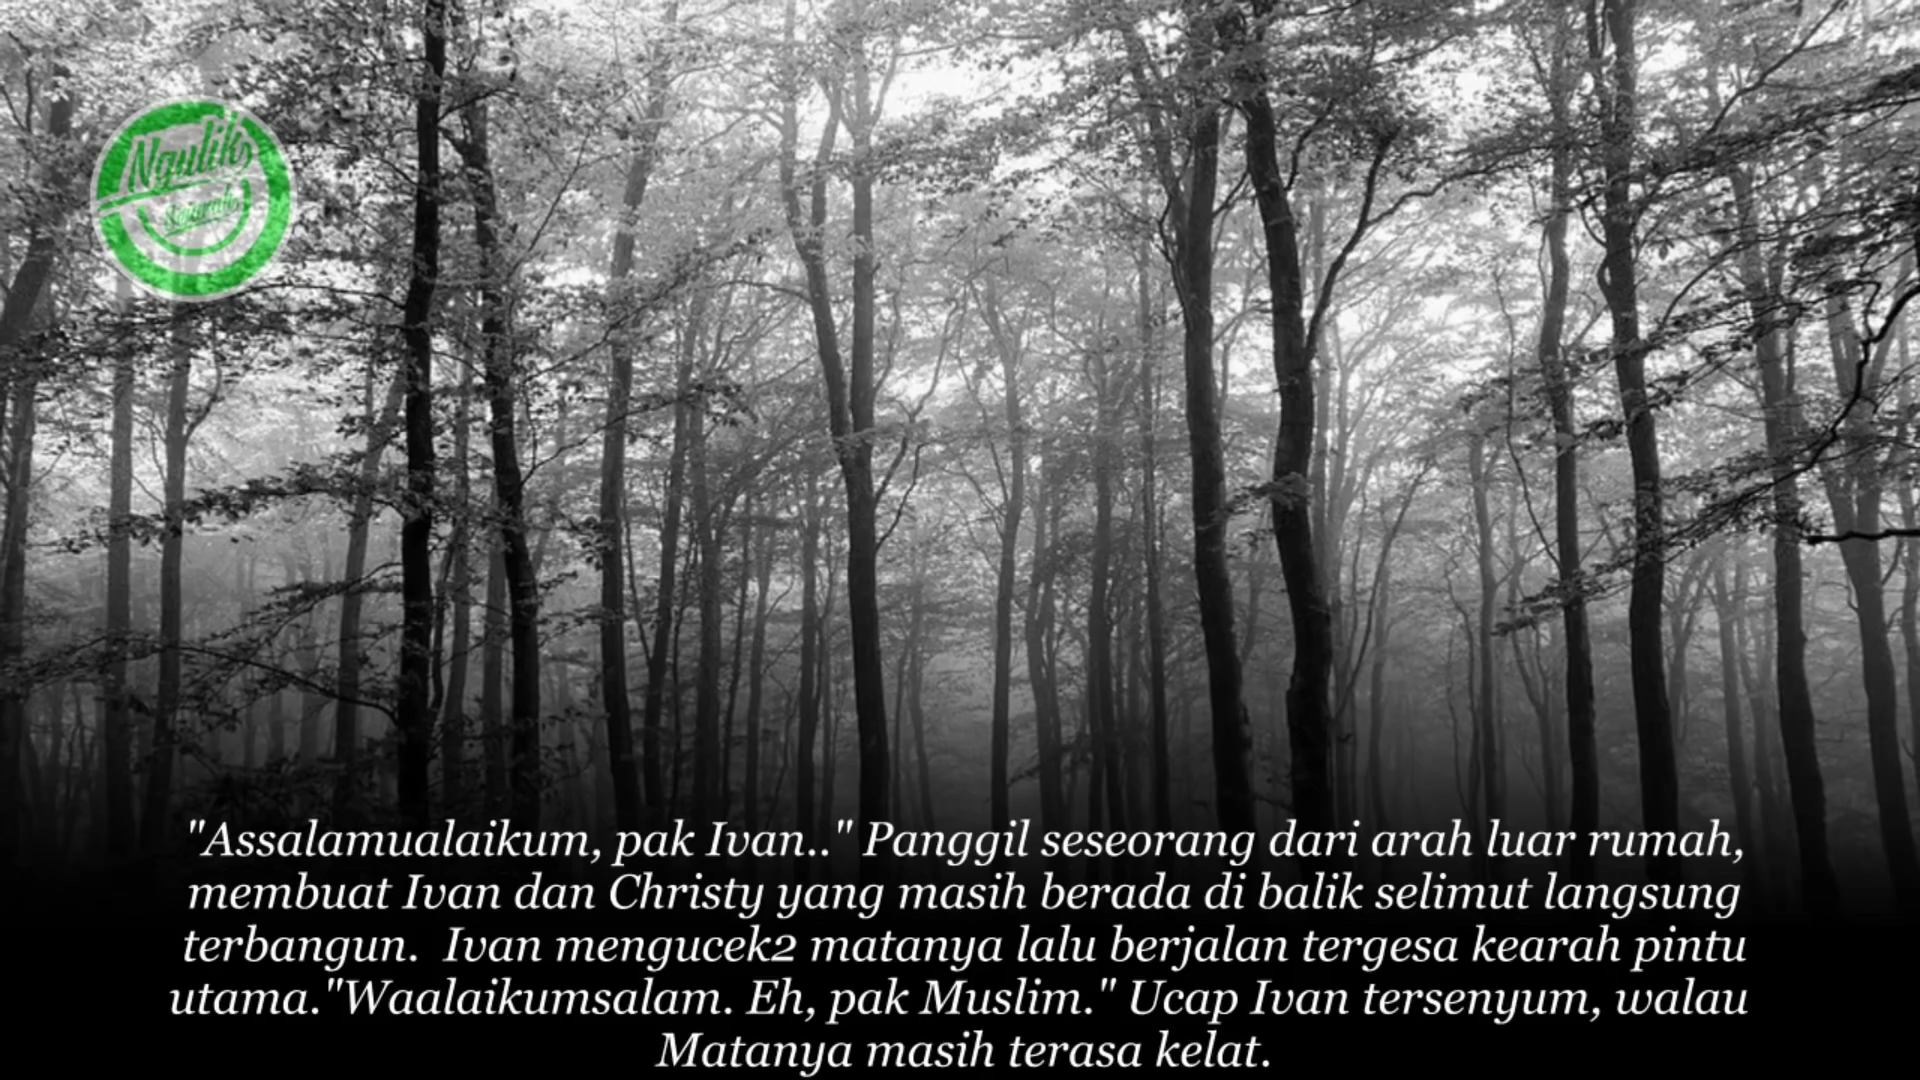 Ngulik
Sejarah
"Assalamualaikum, pak Ivan.." Panggil seseorang dari arah luar rumah,
membuat Ivan dan Christy yang masih berada di balik selimut langsung
terbangun.  Ivan mengucek2 matanya lalu berjalan tergesa kearah pintu
utama."Waalaikumsalam. Eh, pak Muslim." Ucap Ivan tersenyum, walau
Matanya masih terasa kelat.